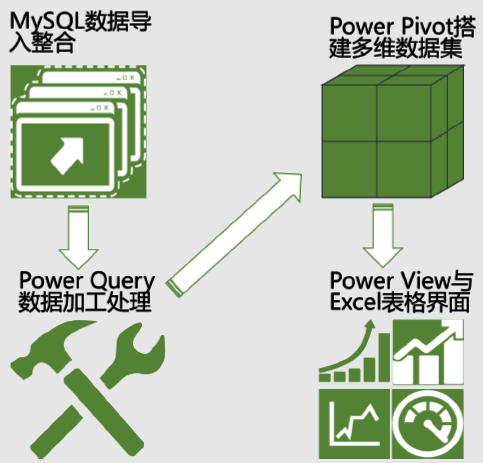 MySQL数据导
入整合
Power Query
数据加工处理
Power Pivot搭
建多维数据集
Power View与
Excel表格界面